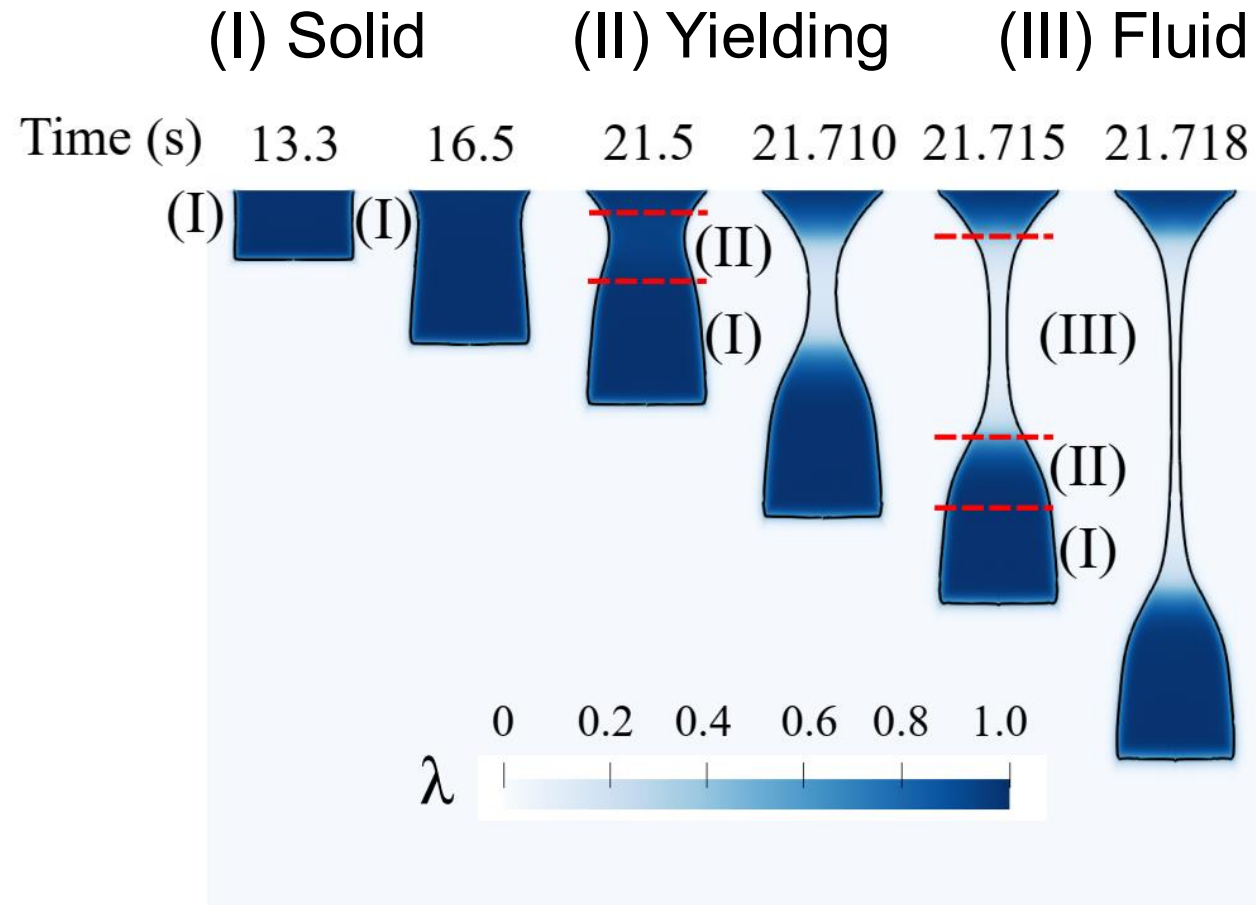 (I) Solid (II) Yielding (III) Fluid
Time (s) 13.3 16.5 21.5 21.710 21.715 21.718
(I) (I) (II) (I) (III) (II) (I)
0 0.2 0.4 0.6 0.8 1.0
λ